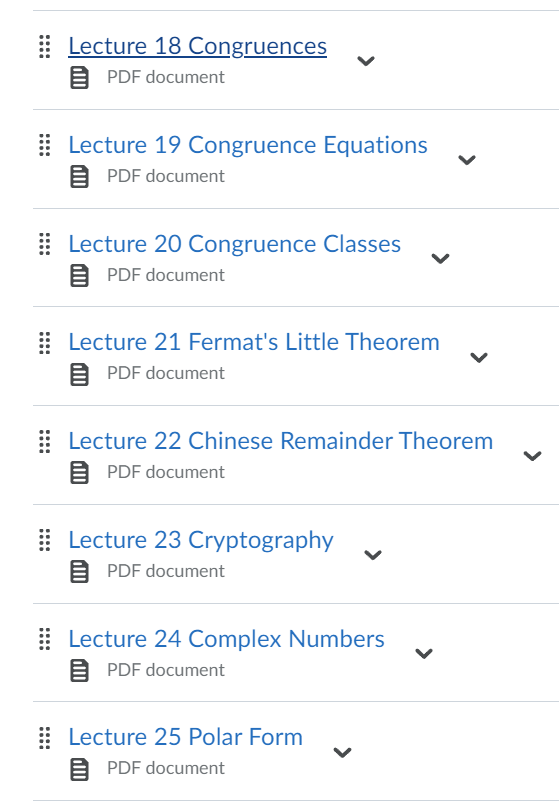 Lecture 18 Congruences
PDF document
Lecture 19 Congruence Equations
PDF document
Lecture 20 Congruence Classes
PDF document
Lecture 21 Fermat's Little Theorem
PDF document
Lecture 22 Chinese Remainder Theorem
PDF document
Lecture 23 Cryptography
PDF document
Lecture 24 Complex Numbers
PDF document
Lecture 25 Polar Form
PDF document